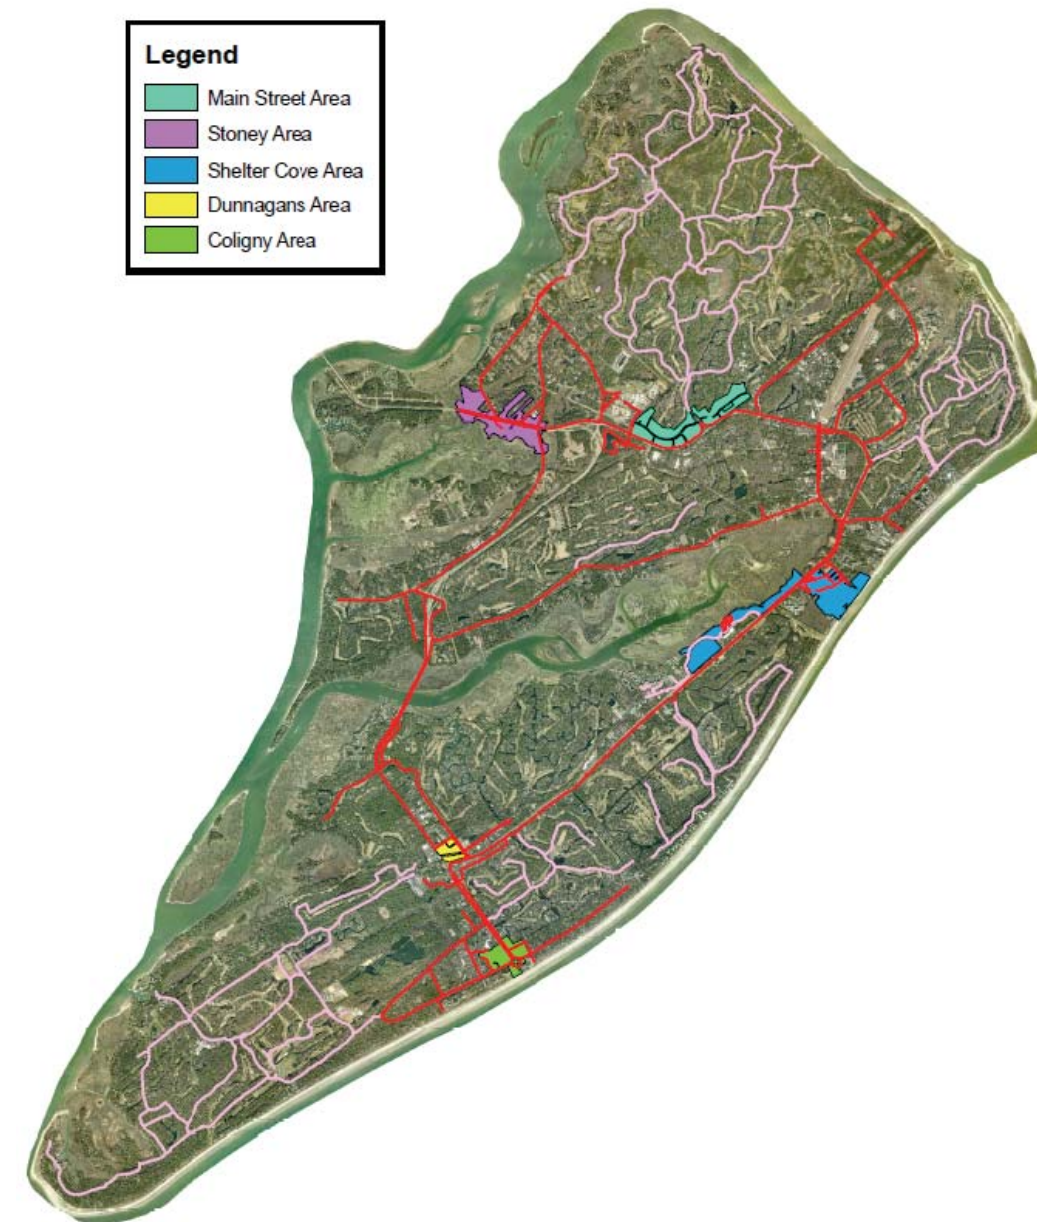 Legend
Main Street Area
Stoney Area
Shelter Cove Area
Dunnagans Area
Coligny Area